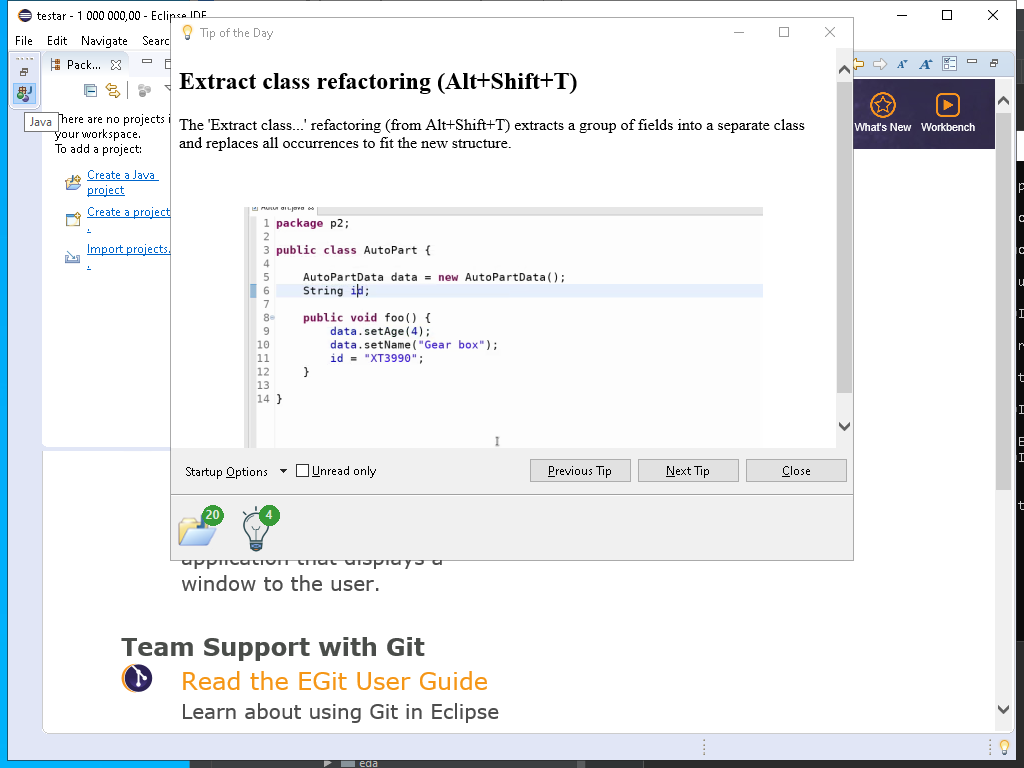 testar - 1 000 000,00 - Eclipse IDE
File Edit Navigate Searc
Tip of the Day
Pack...
Java
There are no projects i
your workspace.
To add a project:
Create a Java
project
Create a project
.
Import projects.
.
Extract class refactoring (Alt+Shift+T)
The 'Extract class...' refactoring (from Alt+Shift+T) extracts a group of fields into a separate class
and replaces all occurrences to fit the new structure.
AutoPart.java
1 package p2;
2
3 public class AutoPart {
4
5 AutoPartData data = new AutoPartData();
6 String id;
7
8 public void foo() {
9 data.setAge(4);
10 data.setName("Gear box");
11 id = "XT3990";
12 }
13
14 }
Startup Options Unread only Previous Tip Next Tip Close
20 4
What's New Workbench
application that displays a
window to the user.
Team Support with Git
Read the EGit User Guide
Learn about using Git in Eclipse
eda